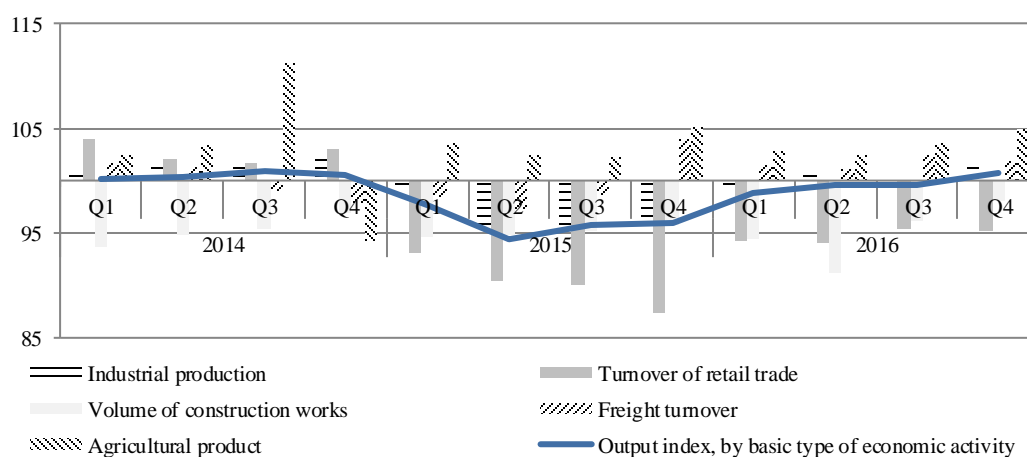 115
105
95
85
Q1 Q2 Q3 Q4 Q1 Q2 Q3 Q4 Q1 Q2 Q3 Q4
2014 2015 2016
Industrial production
Turnover of retail trade
Volume of construction works
Freight turnover
Agricultural product
Output index, by basic type of economic activity